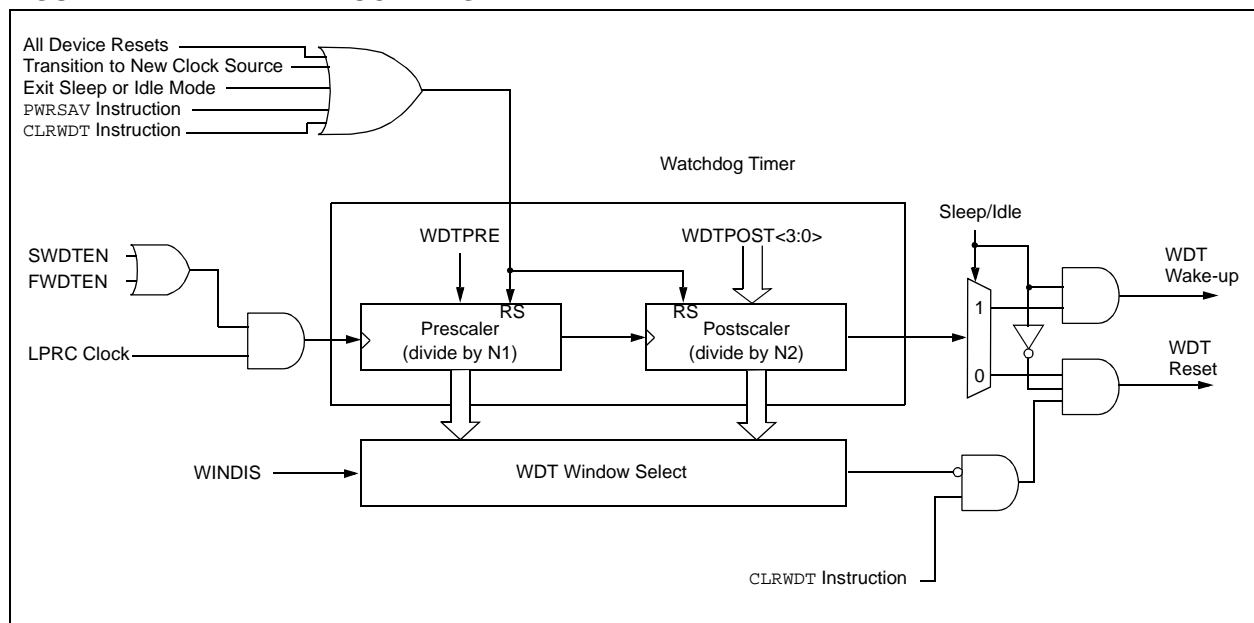 All Device Resets
Transition to New Clock Source
Exit Sleep or Idle Mode
PWRSAV Instruction
CLRWDT Instruction
Watchdog Timer
Sleep/Idle
WDTPRE
WDTPOST<3:0>
SWDTEN
FWDTEN
WDT
Wake-up
RS
RS
1
Prescaler
(divide by N1)
Postscaler
(divide by N2)
LPRC Clock
WDT
Reset
0
WINDIS
WDT Window Select
CLRWDT Instruction